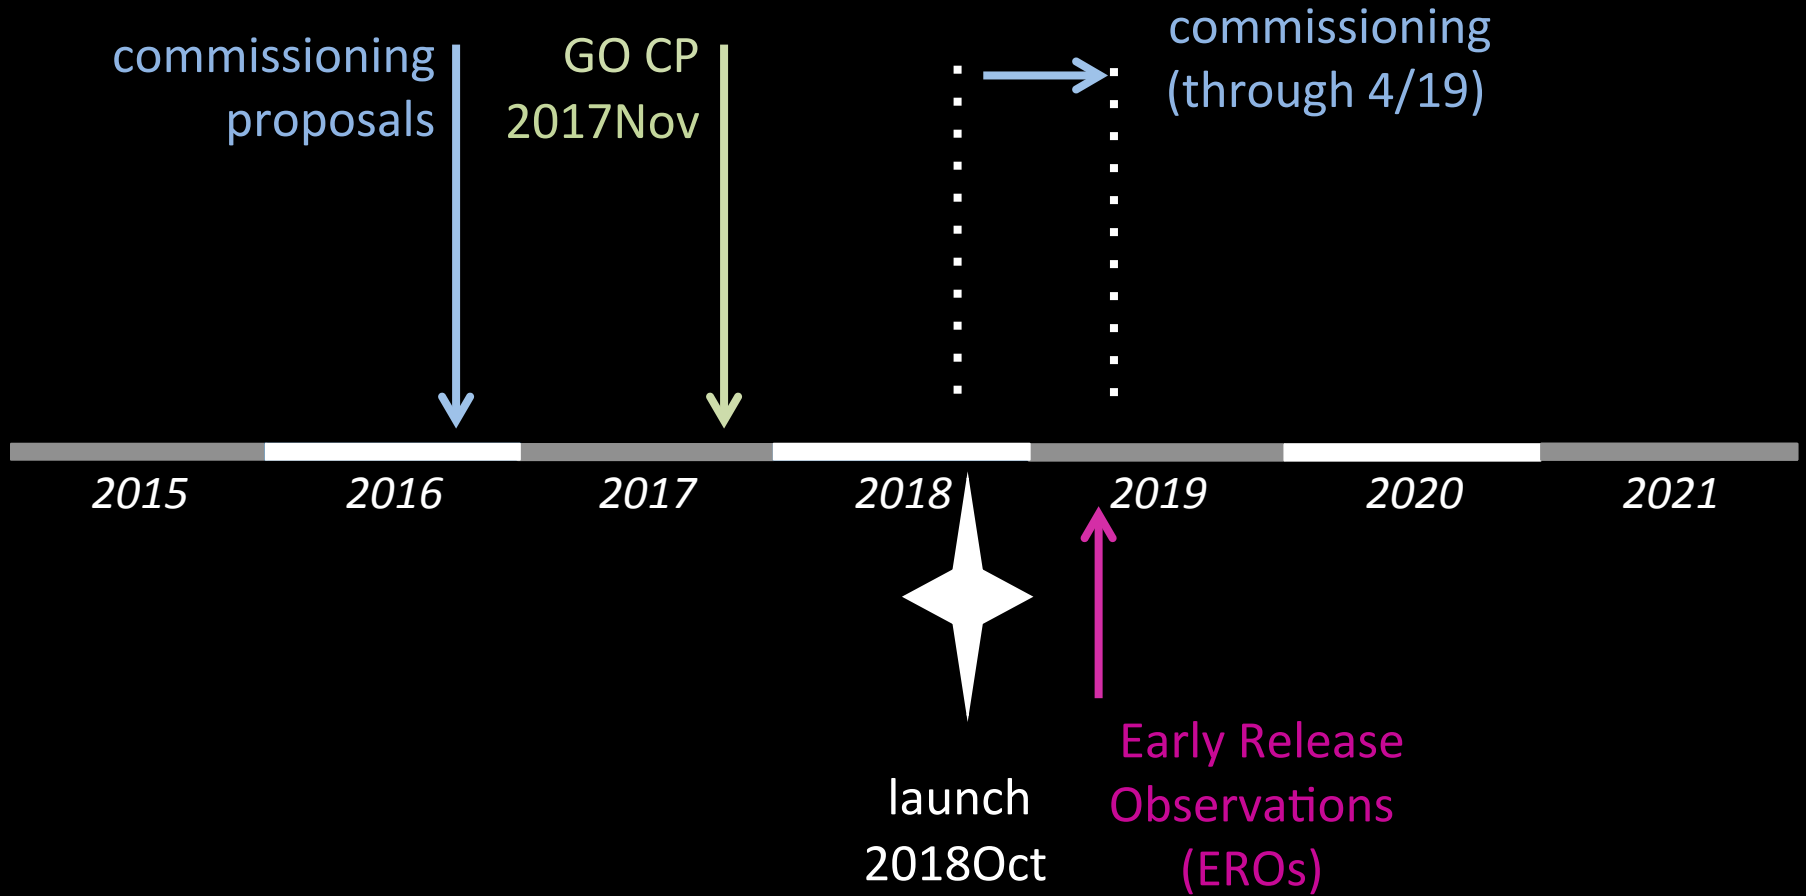 commissioning
proposals
GO CP
2017Nov
commissioning
(through 4/19)
2015
2016
2017
2018
2019
2020
2021
launch
2018Oct
Early Release
Observations
(EROs)